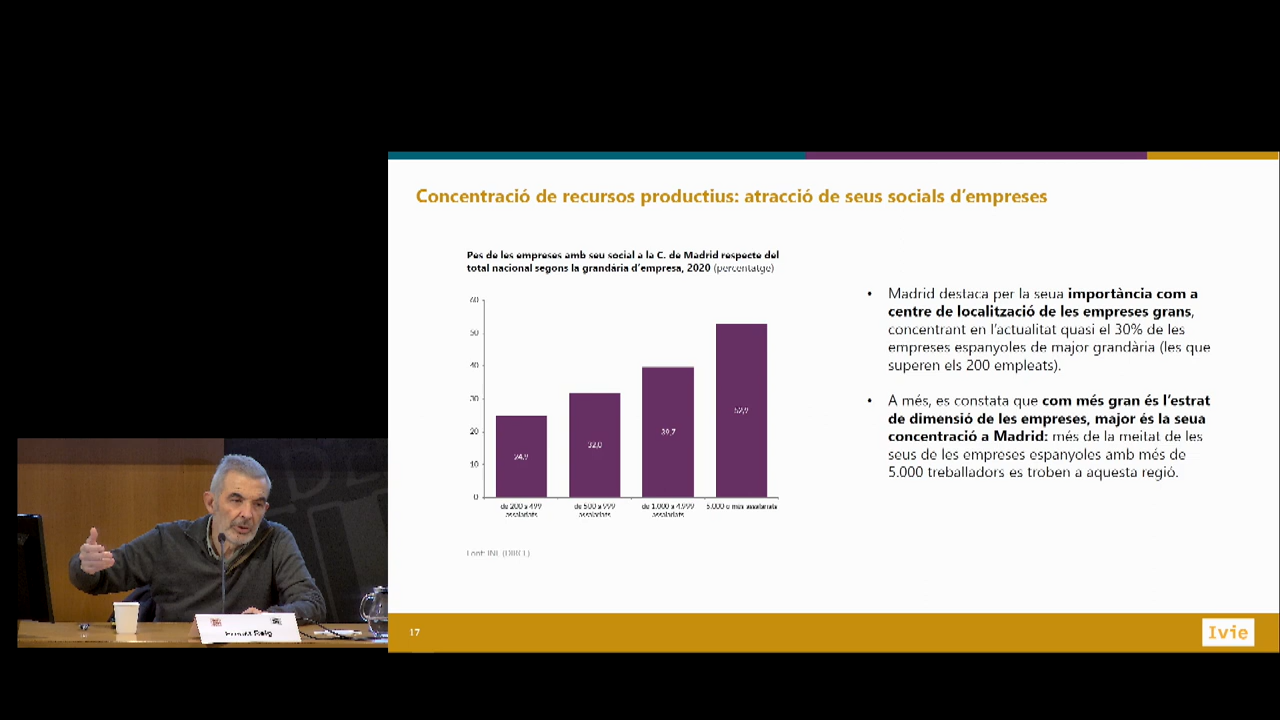 Concentració de recursos productius: atracció de seus socials d'empreses
Pes de les empreses amb seu social a la C. de Madrid respecte del
total nacional segons la grandària d'empresa, 2020 (percentatge)
60
50
40
30
20
10
0
24,9
32,0
39,7
52,9
de 200 a 499
assalariats
de 500 a 999
assalariats
de 1.000 a 4.999
assalariats
5.000 o més assalariats
Font: INE (DIRCE)
• Madrid destaca per la seua importància com a
centre de localització de les empreses grans,
concentrant en l'actualitat quasi el 30% de les
empreses espanyoles de major grandària (les que
superen els 200 empleats).
• A més, es constata que com més gran és l'estrat
de dimensió de les empreses, major és la seua
concentració a Madrid: més de la meitat de les
seus de les empreses espanyoles amb més de
5.000 treballadors es troben a aquesta regió.
17
Ivie
Reig